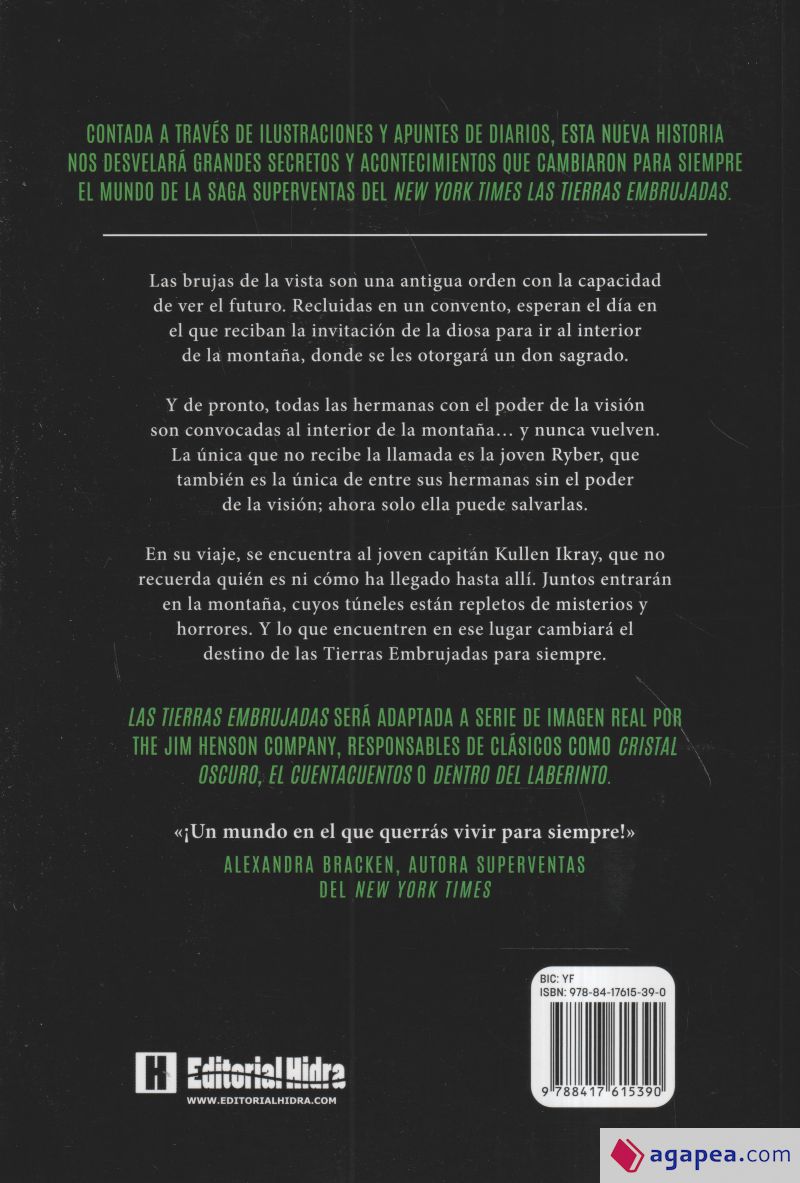 CONTADA A TRAVÉS DE ILUSTRACIONES Y APUNTES DE DIARIOS, ESTA NUEVA HISTORIA
NOS DESVELARÁ GRANDES SECRETOS Y ACONTECIMIENTOS QUE CAMBIARON PARA SIEMPRE
EL MUNDO DE LA SAGA SUPERVENTAS DEL NEW YORK TIMES LAS TIERRAS EMBRUJADAS.
Las brujas de la vista son una antigua orden con la capacidad
de ver el futuro. Recluidas en un convento, esperan el día en
el que reciban la invitación de la diosa para ir al interior
de la montaña, donde se les otorgará un don sagrado.
Y de pronto, todas las hermanas con el poder de la visión
son convocadas al interior de la montaña… y nunca vuelven.
La única que no recibe la llamada es la joven Ryber, que
también es la única de entre sus hermanas sin el poder
de la visión; ahora solo ella puede salvarlas.
En su viaje, se encuentra al joven capitán Kullen Ikray, que no
recuerda quién es ni cómo ha llegado hasta allí. Juntos entrarán
en la montaña, cuyos túneles están repletos de misterios y
horrores. Y lo que encuentren en ese lugar cambiará el
destino de las Tierras Embrujadas para siempre.
LAS TIERRAS EMBRUJADAS SERÁ ADAPTADA A SERIE DE IMAGEN REAL POR
THE JIM HENSON COMPANY, RESPONSABLES DE CLÁSICOS COMO CRISTAL
OSCURO, EL CUENTACUENTOS O DENTRO DEL LABERINTO.
«¡Un mundo en el que querrás vivir para siempre!»
ALEXANDRA BRACKEN, AUTORA SUPERVENTAS
DEL NEW YORK TIMES
BIC: YF
ISBN: 978-84-17615-39-0
9 788417 615390
H Editorial Hidra
WWW.EDITORIALHIDRA.COM
agapea.com